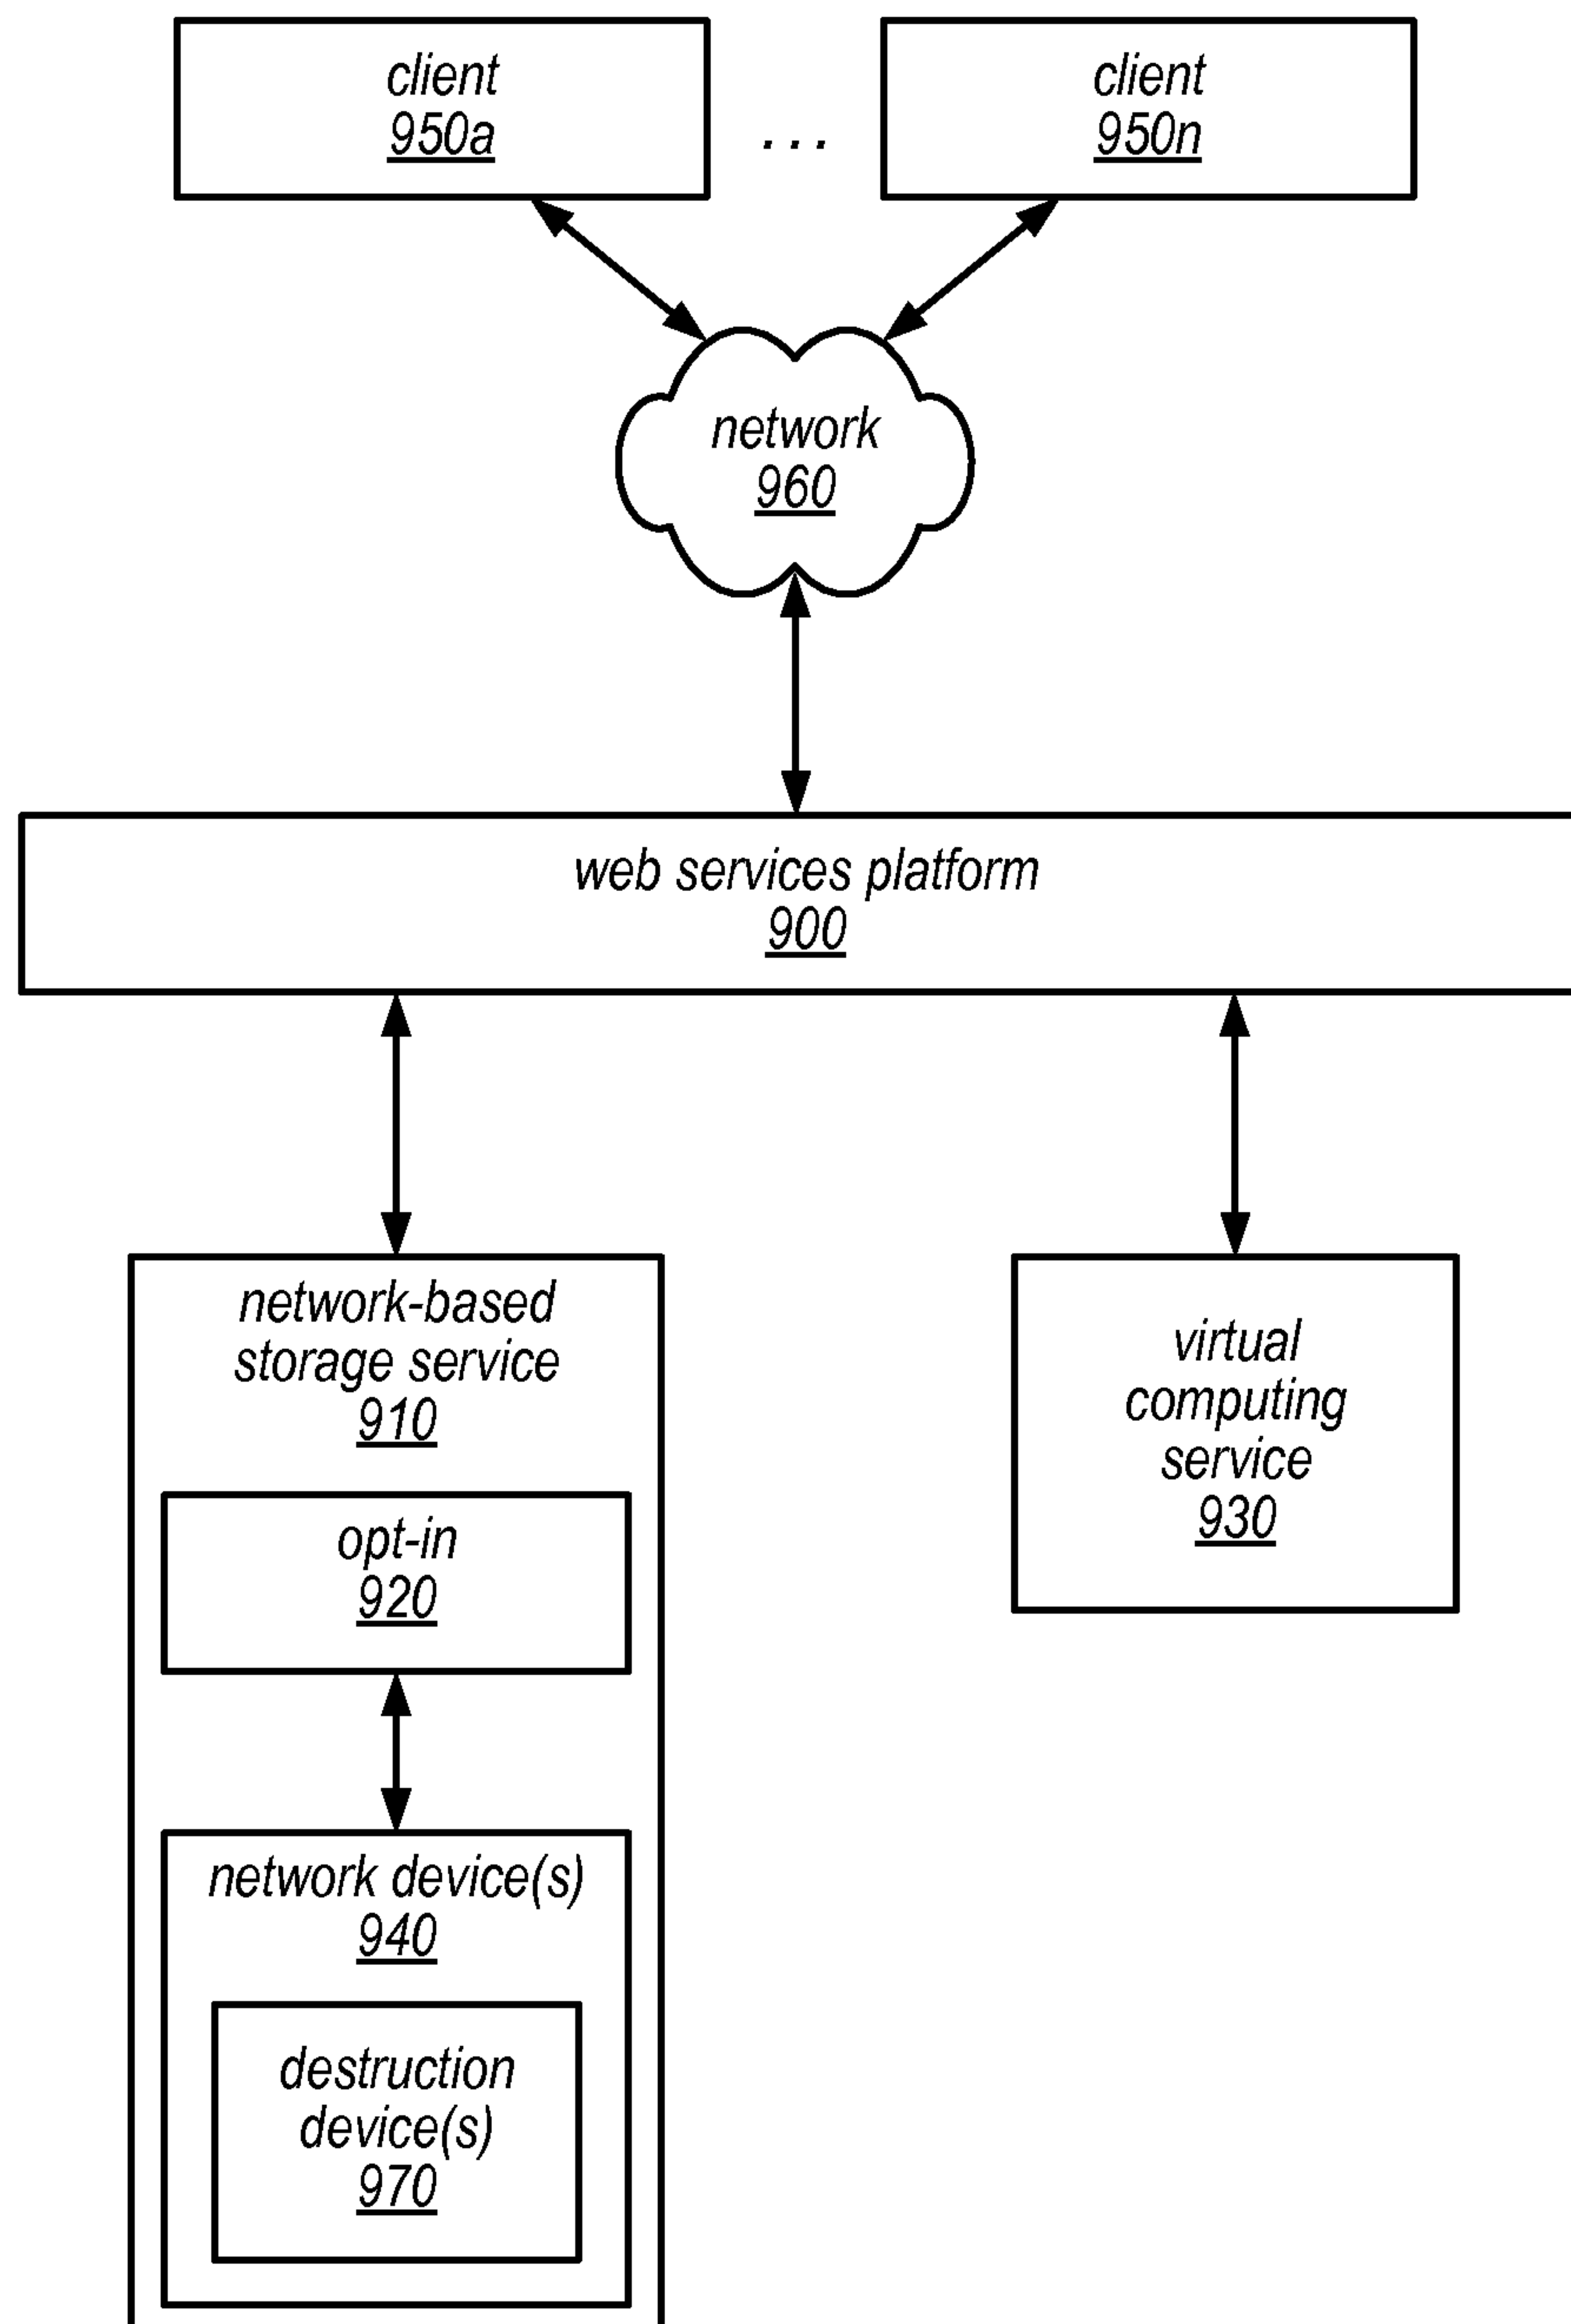 client
950a
...
client
950n
network
960
web services platform
900
network-based
storage service
910
opt-in
920
network device(s)
940
destruction
device(s)
970
virtual
computing
service
930